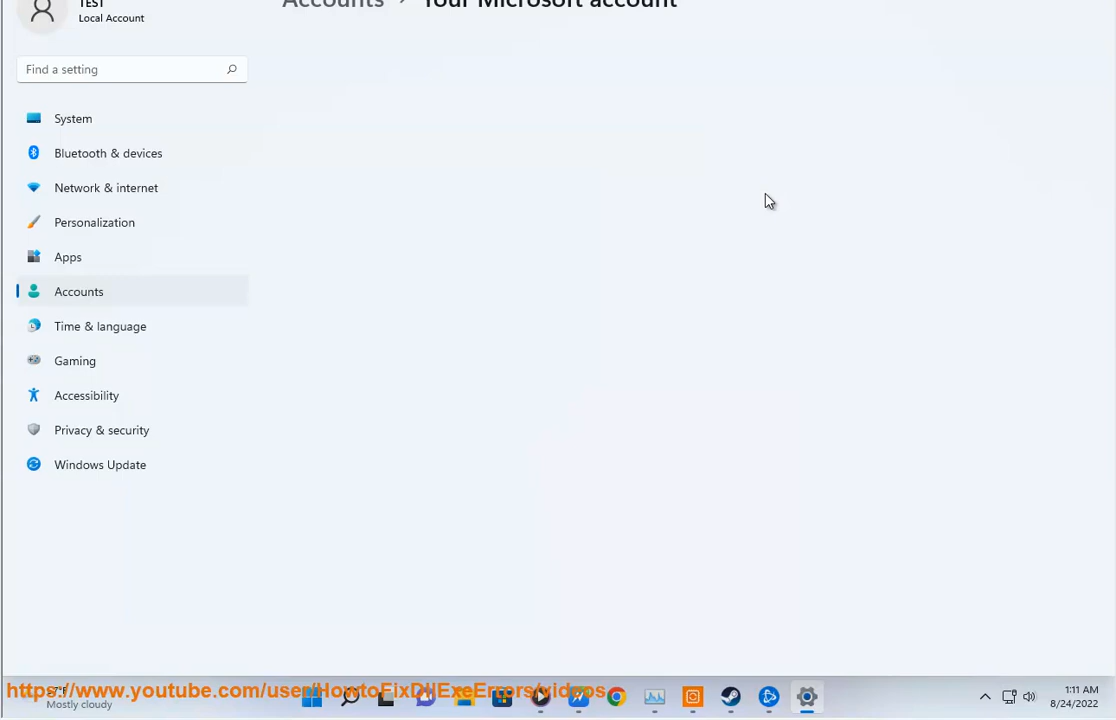 TEST
Accounts > Your Microsoft account
Local Account
Find a setting
System
Bluetooth & devices
Network & internet
Personalization
Apps
Accounts
Time & language
Gaming
Accessibility
Privacy & security
Windows Update
https://www.youtube.com/user/HowtoFixDllExeErrors/videos
Mostly cloudy
1:11 AM
8/24/2022